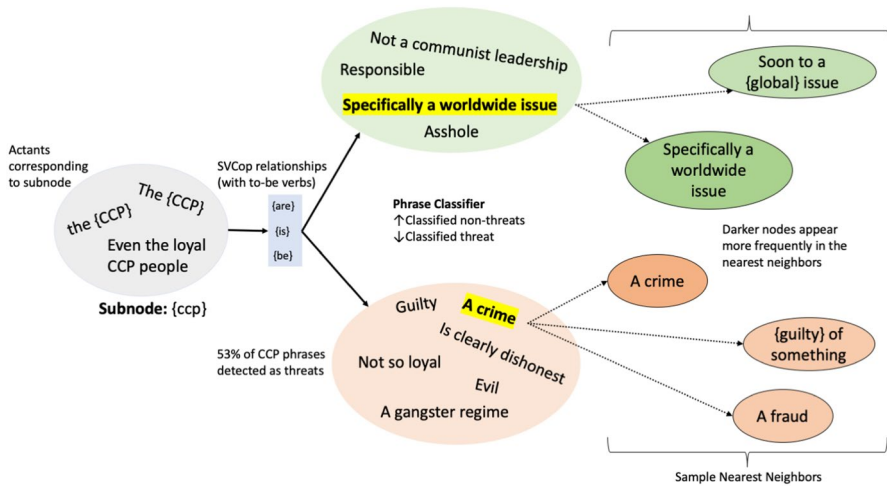 Actants
corresponding
to subnode
The {CCP}
the {CCP}
Even the loyal
CCP people
Subnode: {ccp}
SVCop relationships
(with to-be verbs)
{are}
{is}
{be}
Not a communist leadership
Responsible
Specifically a worldwide issue
Asshole
Phrase Classifier
↑Classified non-threats
↓Classified threat
53% of CCP phrases
detected as threats
Guilty
A crime
Is clearly dishonest
Not so loyal
Evil
A gangster regime
Soon to a
{global} issue
Specifically a
worldwide
issue
Darker nodes appear
more frequently in the
nearest neighbors
A crime
{guilty} of
something
A fraud
Sample Nearest Neighbors